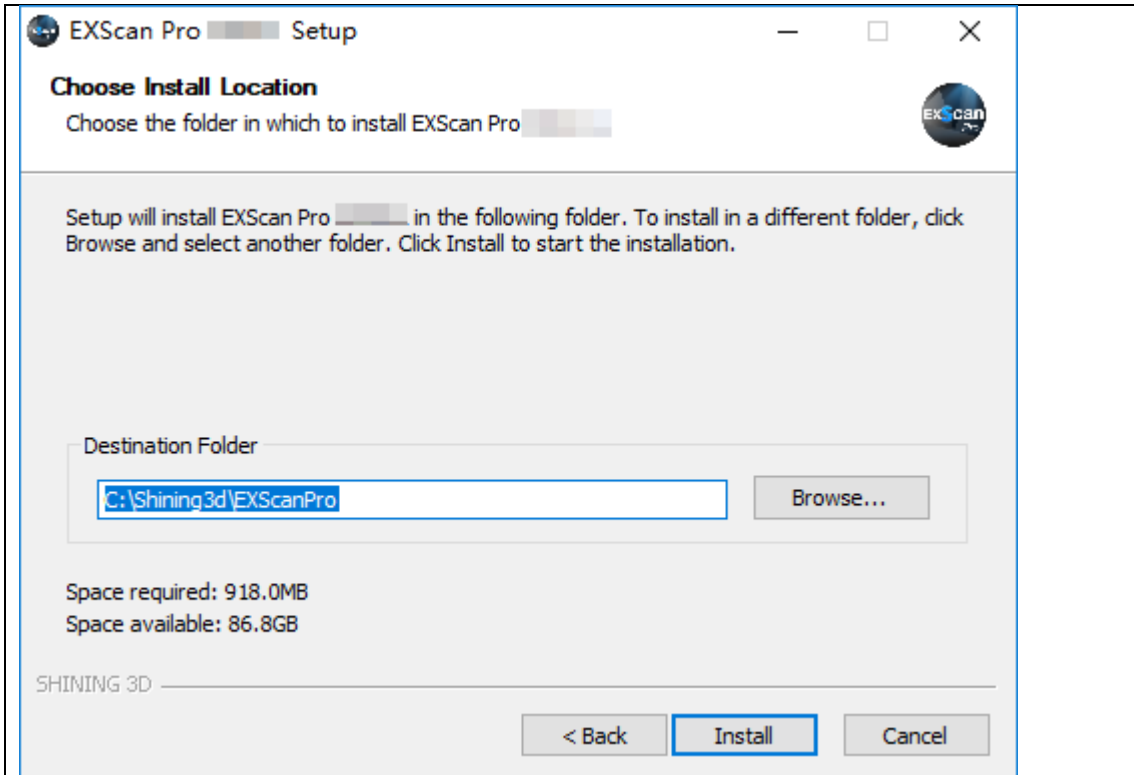 EXScan Pro Setup
Choose Install Location
Choose the folder in which to install EXScan Pro
EXScan
Pro
Setup will install EXScan Pro in the following folder. To install in a different folder, click
Browse and select another folder. Click Install to start the installation.
Destination Folder
C:\Shining3d\EXScanPro
Browse...
Space required: 918.0MB
Space available: 86.8GB
SHINING 3D
< Back
Install
Cancel